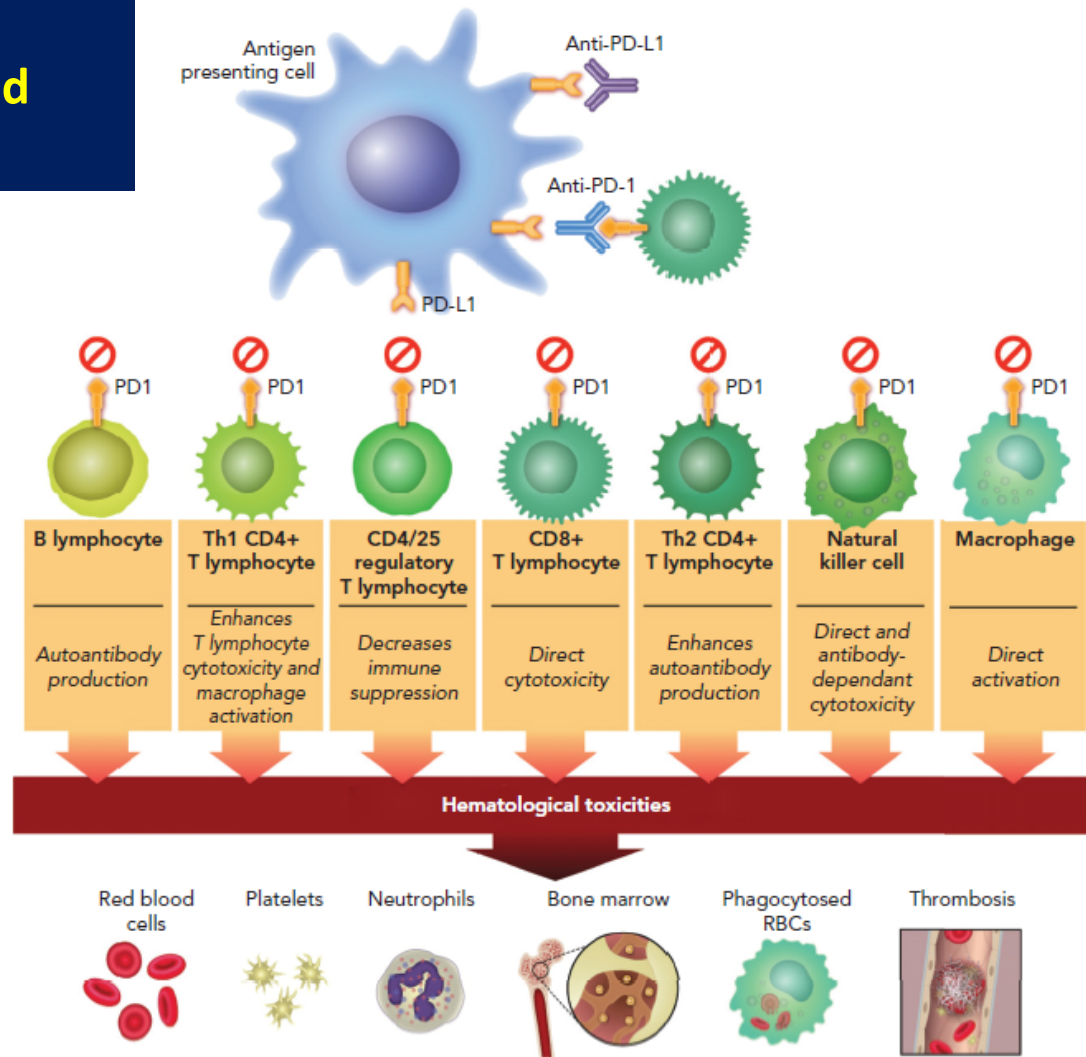 d
Antigen
presenting cell
Anti-PD-L1
Anti-PD-1
PD-L1
PD1
PD1
PD1
PD1
PD1
PD1
PD1
B lymphocyte
Autoantibody
production
Th1 CD4+
T lymphocyte
Enhances
T lymphocyte
cytotoxicity and
macrophage
activation
CD4/25
regulatory
T lymphocyte
Decreases
immune
suppression
CD8+
T lymphocyte
Direct
cytotoxicity
Th2 CD4+
T lymphocyte
Enhances
autoantibody
production
Natural
killer cell
Direct and
antibody-
dependant
cytotoxicity
Macrophage
Direct
activation
Hematological toxicities
Red blood
cells
Platelets
Neutrophils
Bone marrow
Phagocytosed
RBCs
Thrombosis